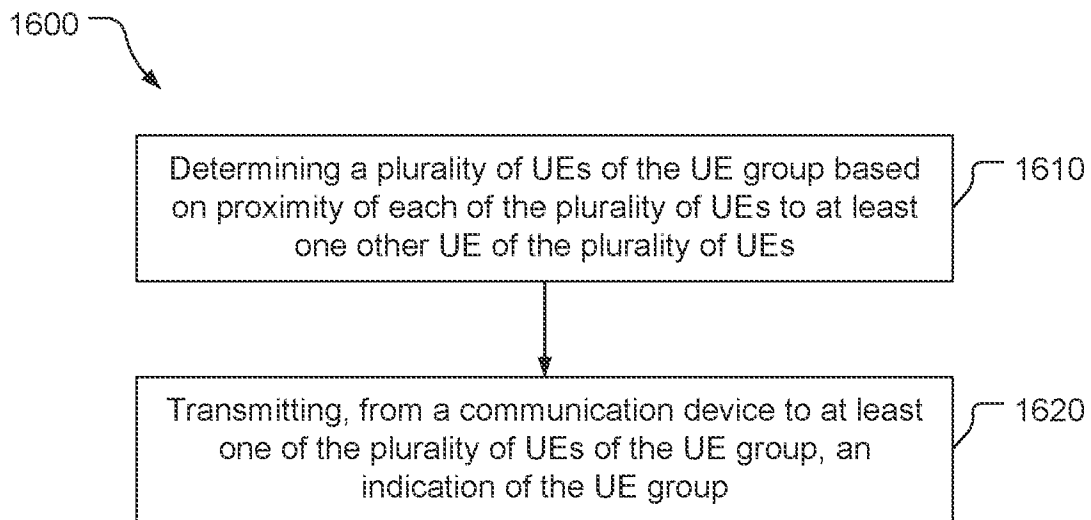 1600
Determining a plurality of UEs of the UE group based
on proximity of each of the plurality of UEs to at least
one other UE of the plurality of UEs
1610
Transmitting, from a communication device to at least
one of the plurality of UEs of the UE group, an
indication of the UE group
1620